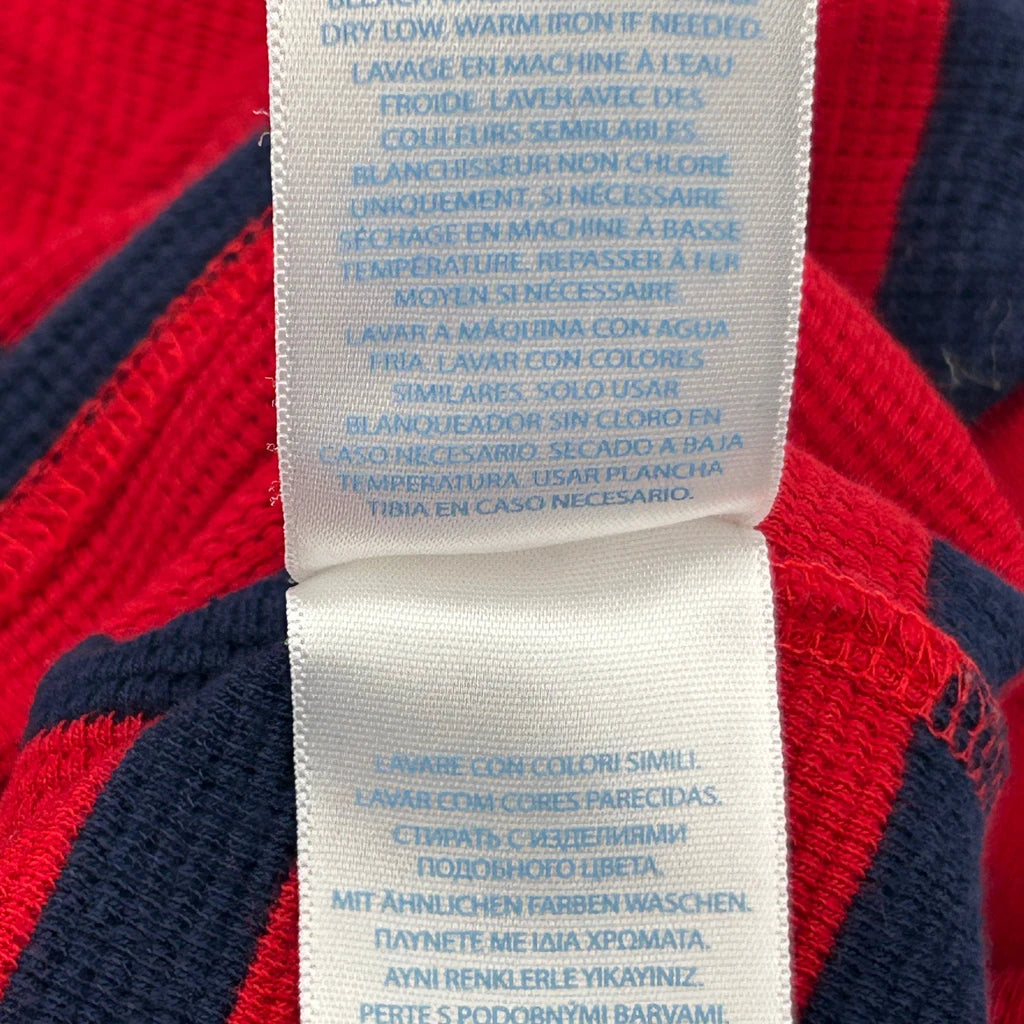 DRY LOW. WARM IRON IF NEEDED.
LAVAGE EN MACHINE À L'EAU
FROIDE. LAVER AVEC DES
COULEURS SEMBLABLES.
BLANCHISSEUR NON CHLORÉ
UNIQUEMENT, SI NÉCESSAIRE.
SÉCHAGE EN MACHINE À BASSE
TEMPÉRATURE. REPASSER À FER
MOYEN SI NÉCESSAIRE.
LAVAR A MÁQUINA CON AGUA
FRÍA. LAVAR CON COLORES
SIMILARES. SOLO USAR
BLANQUEADOR SIN CLORO EN
CASO NECESARIO. SECADO A BAJA
TEMPERATURA. USAR PLANCHA
TIBIA EN CASO NECESARIO.
LAVARE CON COLORI SIMILI.
LAVAR COM CORES PARECIDAS.
СТИРАТЬ С ИЗДЕЛИЯМИ
ПОДОБНОГО ЦВЕТА.
MIT ÄHNLICHEN FARBEN WASCHEN.
ΠΛΥΝΕΤΕ ΜΕ ΙΔΙΑ ΧΡΩΜΑΤΑ.
AYNI RENKLERLE YIKAYINIZ.
PERTE S PODOBNÝMI BARVAMI.